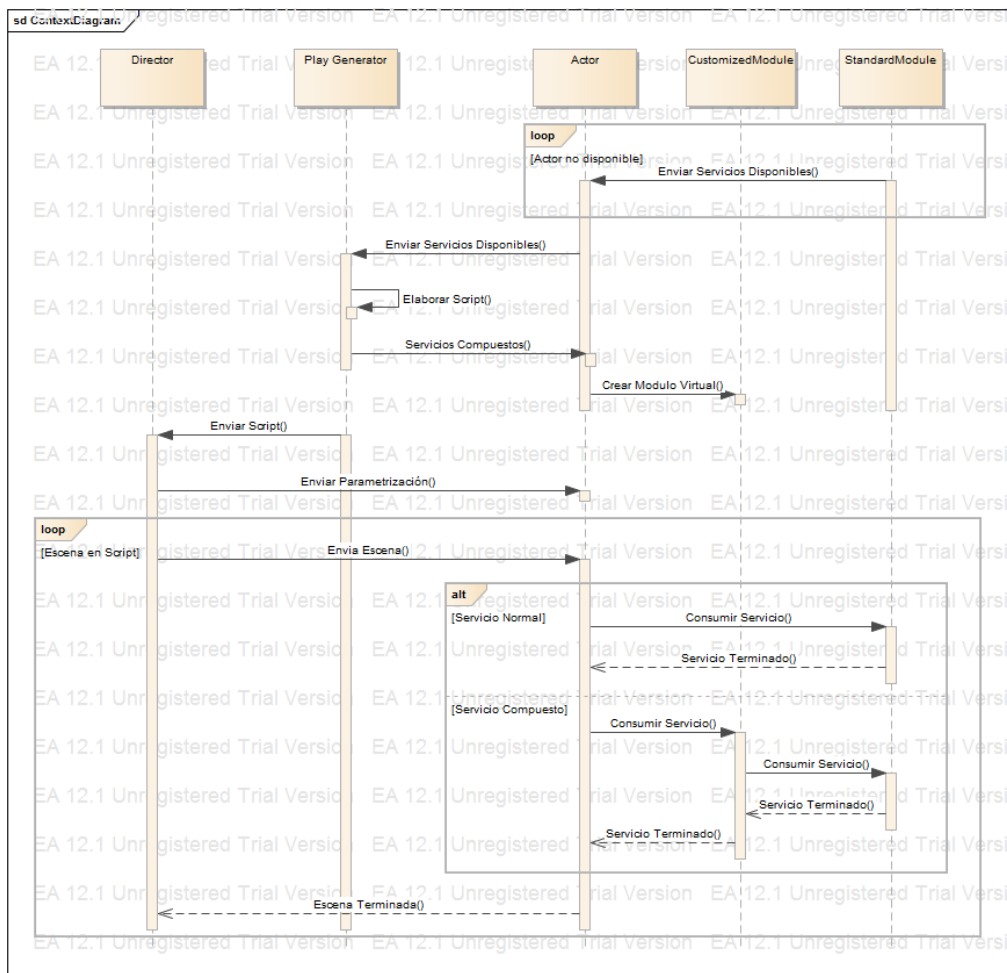 sd ContextDiagram
Director
Play Generator
Actor
CustomizedModule
StandardModule
loop
[Actor no disponible]
Enviar Servicios Disponibles()
Enviar Servicios Disponibles()
Elaborar Script()
Servicios Compuestos()
Crear Modulo Virtual()
Enviar Script()
Enviar Parametrización()
loop
[Escena en Script]
Envia Escena()
alt
[Servicio Normal]
Consumir Servicio()
Servicio Terminado()
[Servicio Compuesto]
Consumir Servicio()
Consumir Servicio()
Servicio Terminado()
Servicio Terminado()
Escena Terminada()
EA 12.1 Unregistered Trial Version